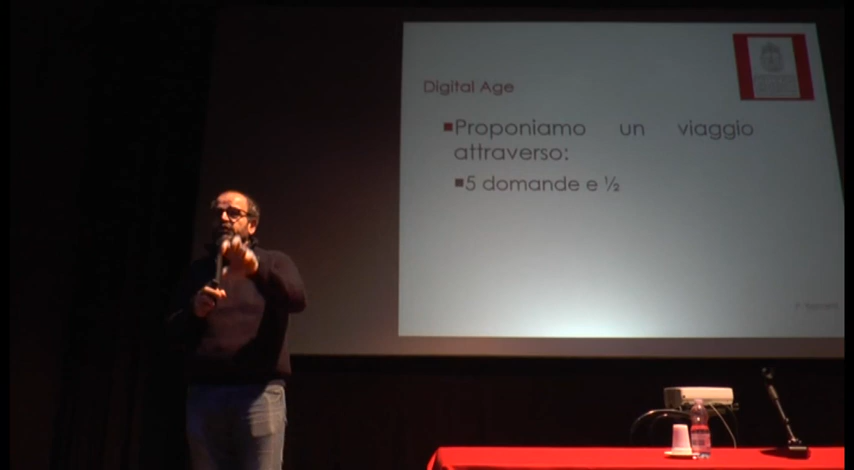 Digital Age
■Proponiamo un viaggio
attraverso:
■5 domande e ½